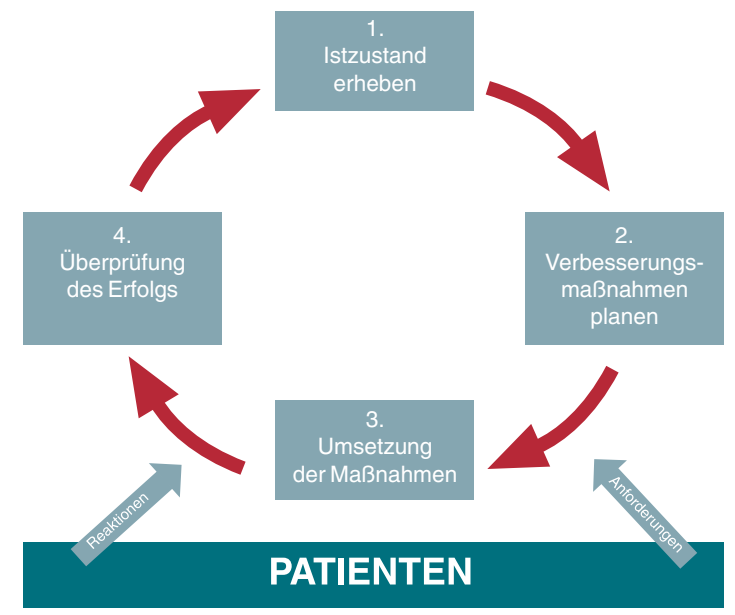 1.
Istzustand
erheben
2.
Verbesserungs-
maßnahmen
planen
3.
Umsetzung
der Maßnahmen
4.
Überprüfung
des Erfolgs
Reaktionen
Anforderungen
PATIENTEN